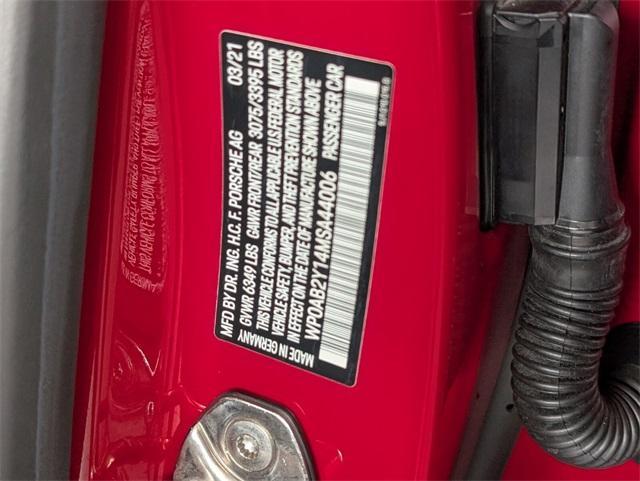 MFD BY DR. ING. H.C. F. PORSCHE AG 03/21
GVWR 6349 LBS GAWR FRONT/REAR 3075/3395 LBS
THIS VEHICLE CONFORMS TO ALL APPLICABLE U.S FEDERAL MOTOR
VEHICLE SAFETY, BUMPER, AND THEFT PREVENTION STANDARDS
IN EFFECT ON THE DATE OF MANUFACTURE SHOWN ABOVE
WP0AB2Y14MSA44006 PASSENGER CAR
MADE IN GERMANY